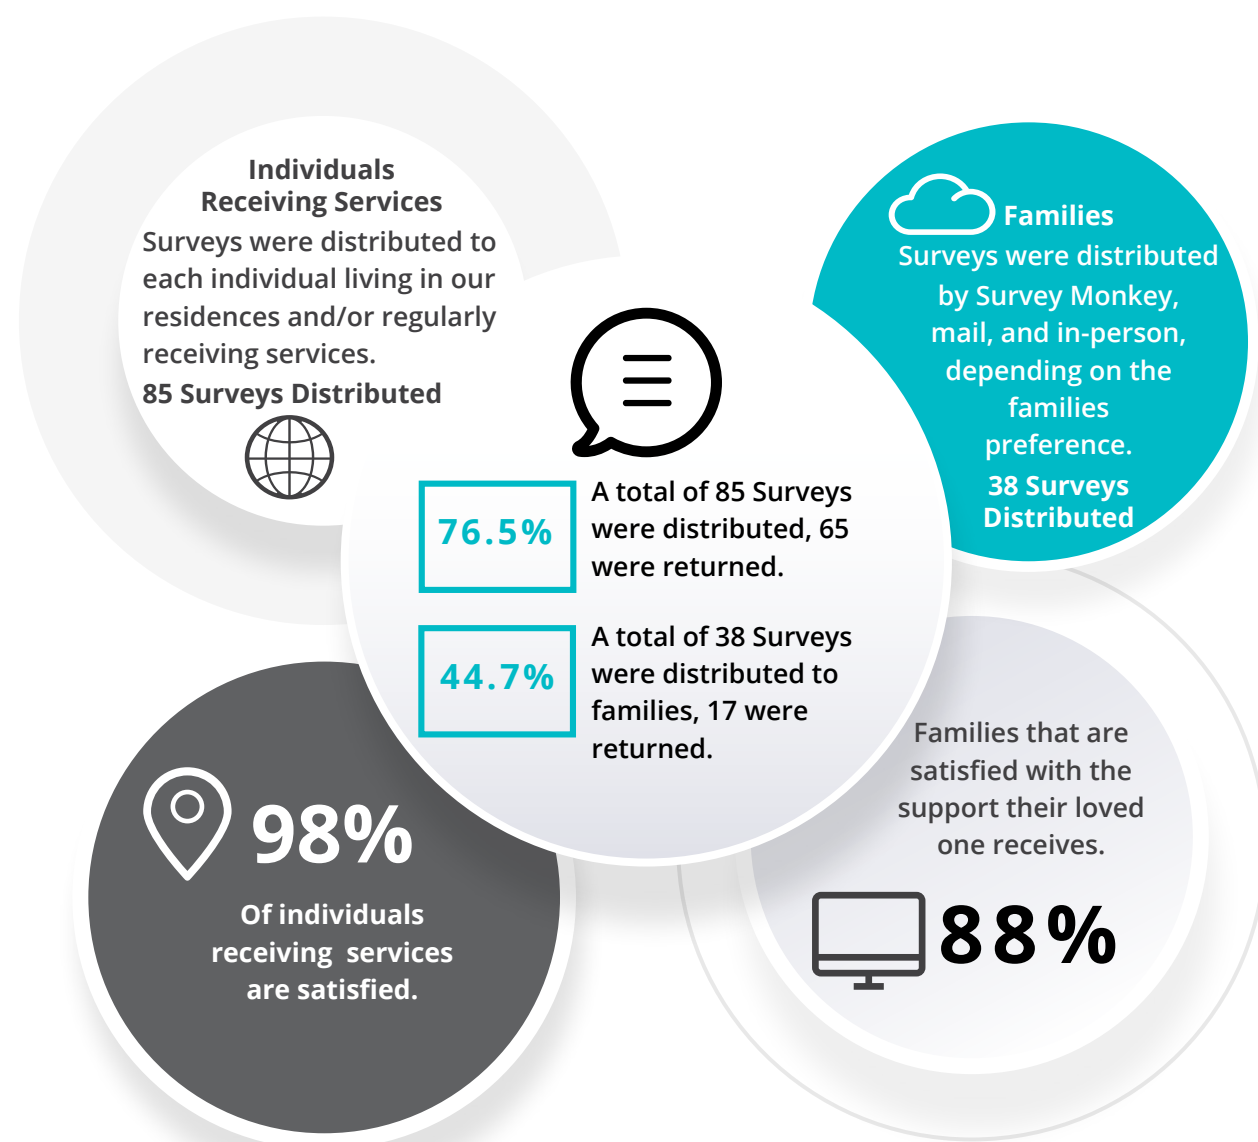 Individuals
Receiving Services
Surveys were distributed to
each individual living in our
residences and/or regularly
receiving services.
85 Surveys Distributed
Families
Surveys were distributed
by Survey Monkey,
mail, and in-person,
depending on the
families
preference.
38 Surveys
Distributed
76.5%
A total of 85 Surveys
were distributed, 65
were returned.
44.7%
A total of 38 Surveys
were distributed to
families, 17 were
returned.
98%
Of individuals
receiving services
are satisfied.
Families that are
satisfied with the
support their loved
one receives.
88%